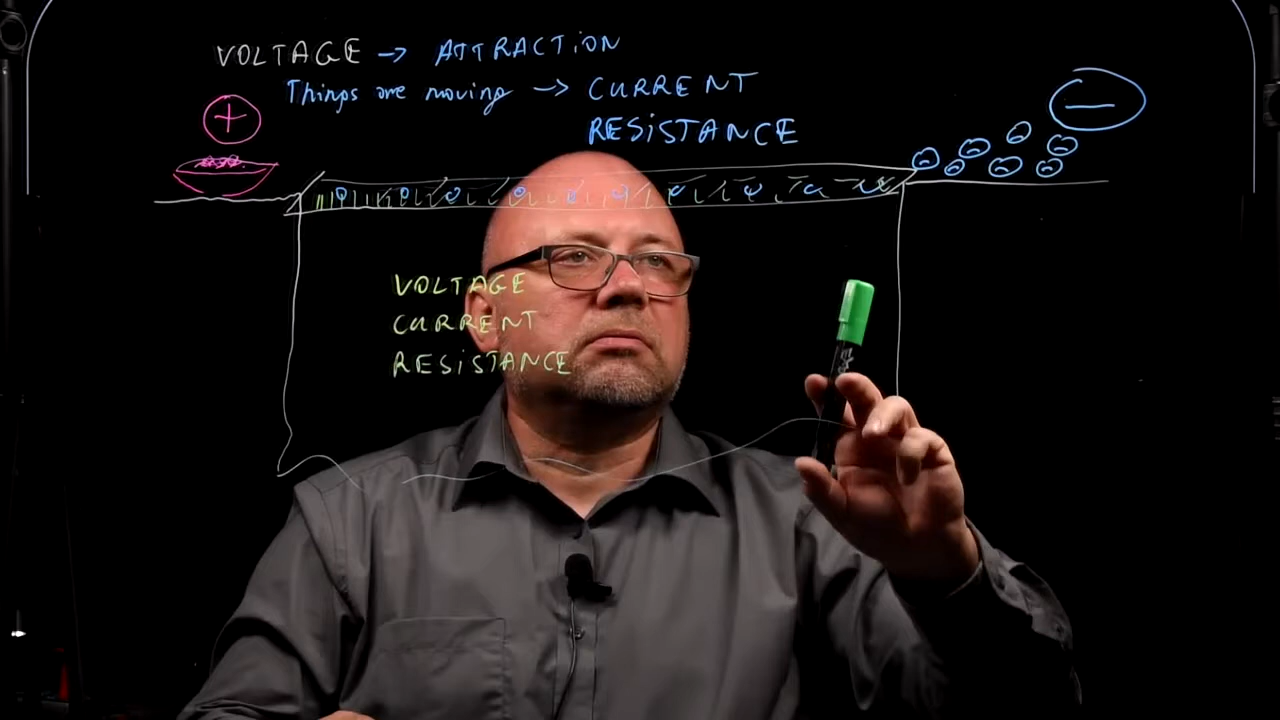 VOLTAGE → ATTRACTION
Things are moving → CURRENT
RESISTANCE
+
−
VOLTAGE
CURRENT
RESISTANCE